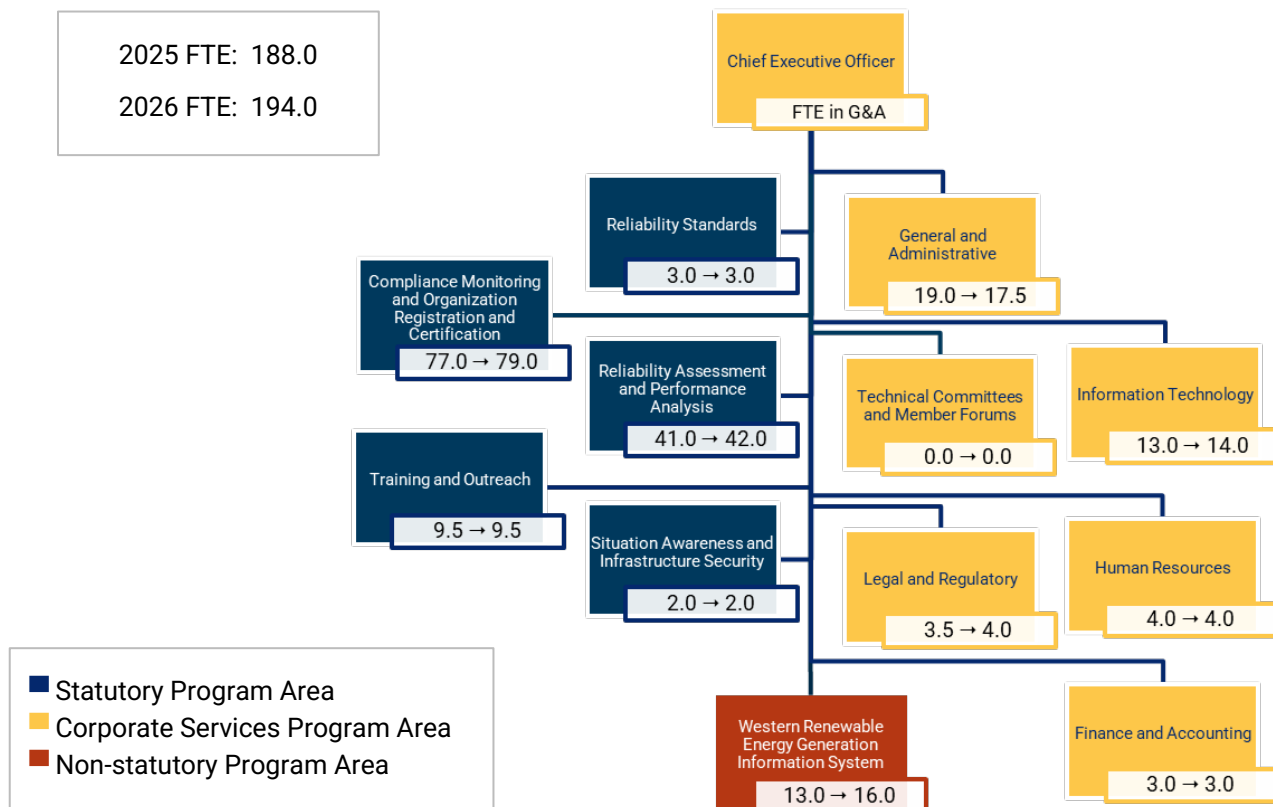 2025 FTE: 188.0
2026 FTE: 194.0
Chief Executive Officer
FTE in G&A
Reliability Standards
3.0 → 3.0
General and
Administrative
19.0 → 17.5
Compliance Monitoring
and Organization
Registration and
Certification
77.0 → 79.0
Reliability Assessment
and Performance
Analysis
41.0 → 42.0
Technical Committees
and Member Forums
0.0 → 0.0
Information Technology
13.0 → 14.0
Training and Outreach
9.5 → 9.5
Situation Awareness and
Infrastructure Security
2.0 → 2.0
Legal and Regulatory
3.5 → 4.0
Human Resources
4.0 → 4.0
Statutory Program Area
Corporate Services Program Area
Non-statutory Program Area
Western Renewable
Energy Generation
Information System
13.0 → 16.0
Finance and Accounting
3.0 → 3.0